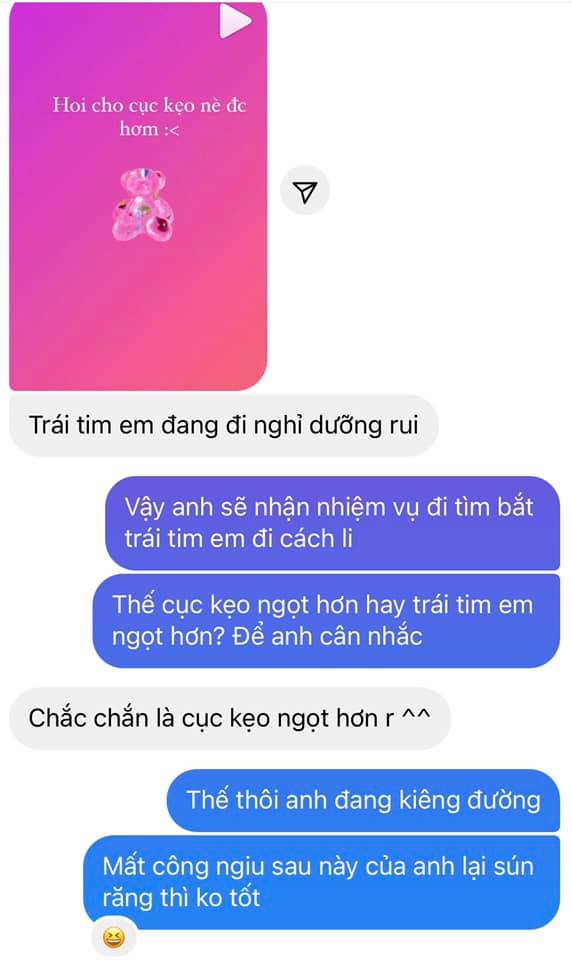 Hoi cho cục kẹo nè đc
hơm :<
Trái tim em đang đi nghỉ dưỡng rui
Vậy anh sẽ nhận nhiệm vụ đi tìm bắt
trái tim em đi cách li
Thế cục kẹo ngọt hơn hay trái tim em
ngọt hơn? Để anh cân nhắc
Chắc chắn là cục kẹo ngọt hơn r ^^
Thế thôi anh đang kiêng đường
Mất công ngiu sau này của anh lại sún
răng thì ko tốt